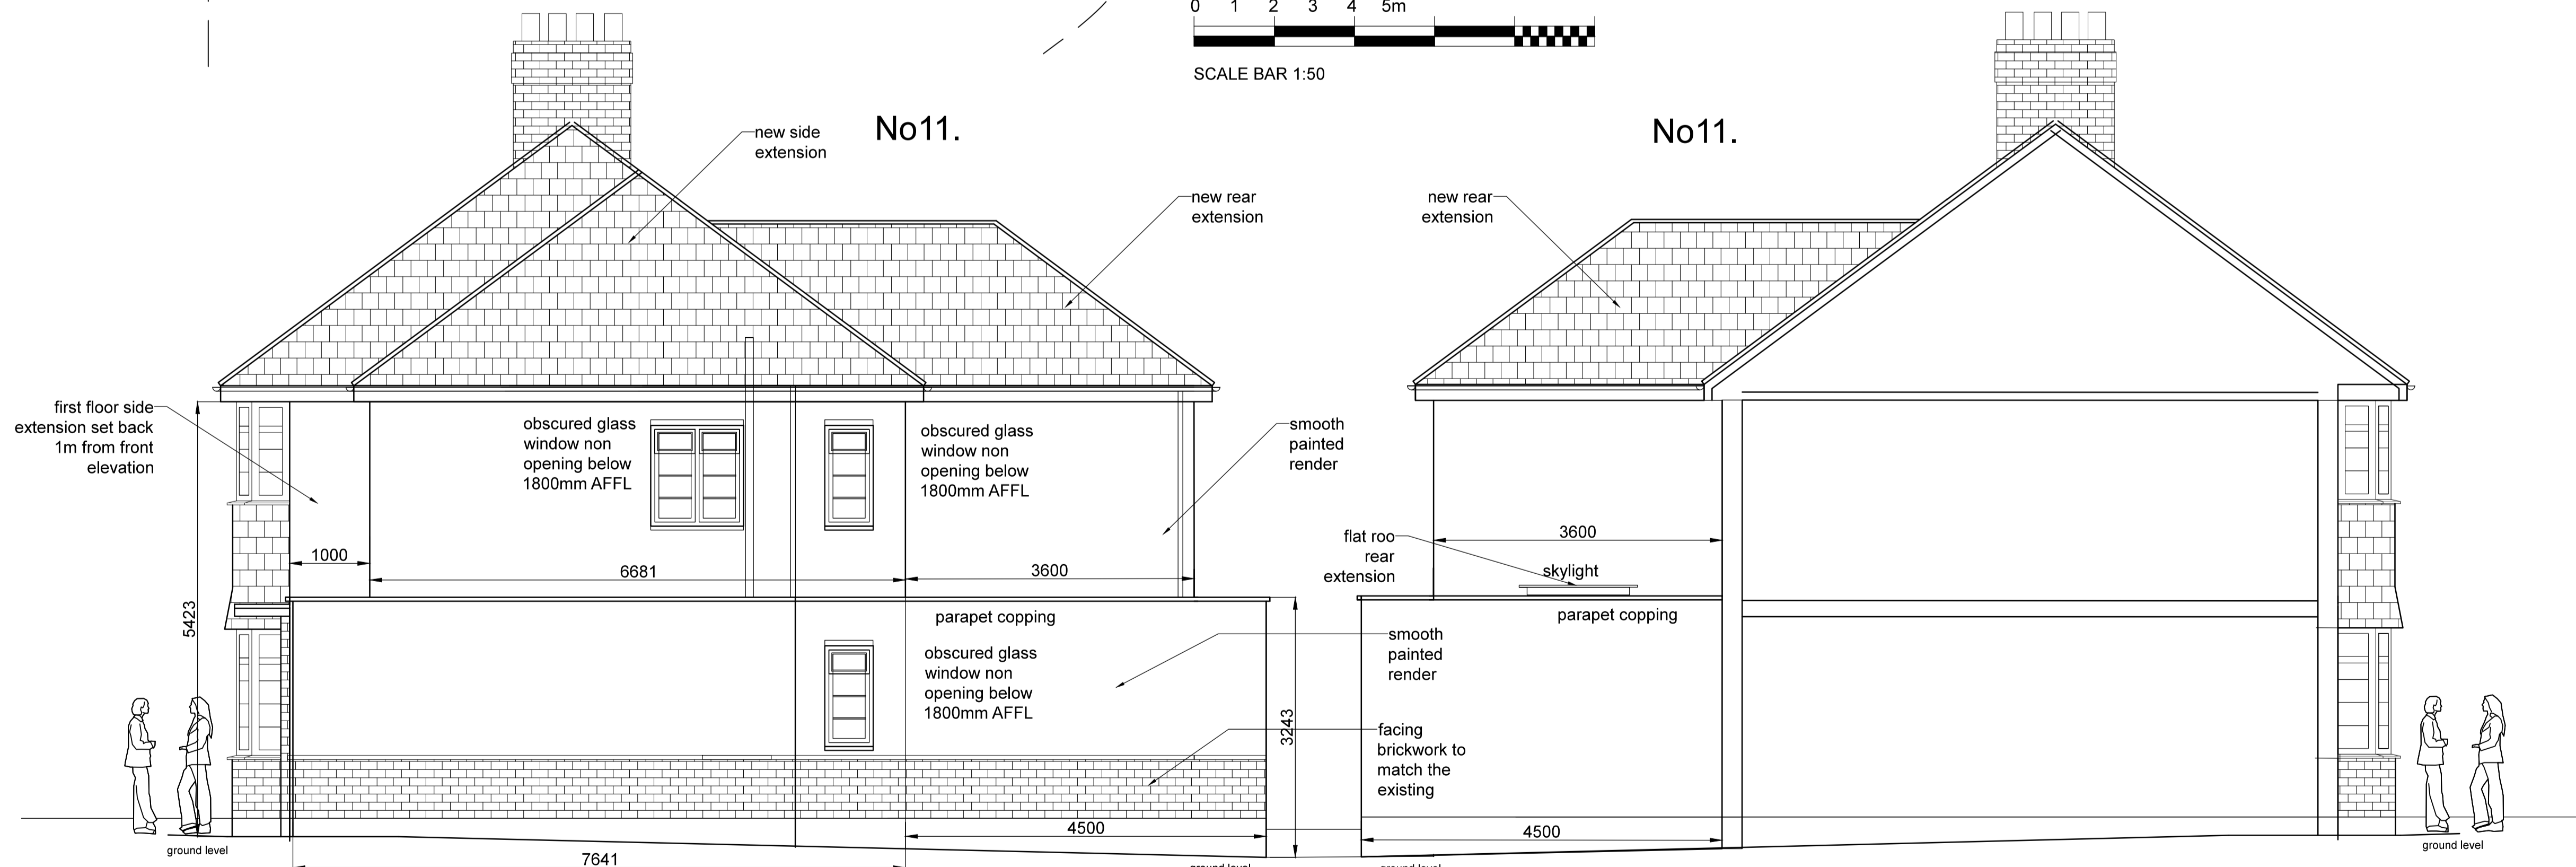 0 1 2 3 4 5m
SCALE BAR 1:50
No11.
No11.
new side
extension
new rear
extension
new rear
extension
first floor side
extension set back
1m from front
elevation
obscured glass
window non
opening below
1800mm AFFL
obscured glass
window non
opening below
1800mm AFFL
smooth
painted
render
flat roo
rear
extension
skylight
3600
1000
6681
3600
5423
parapet copping
parapet copping
obscured glass
window non
opening below
1800mm AFFL
smooth
painted
render
3243
facing
brickwork to
match the
existing
4500
4500
ground level
7641
ground level
ground level
ground level